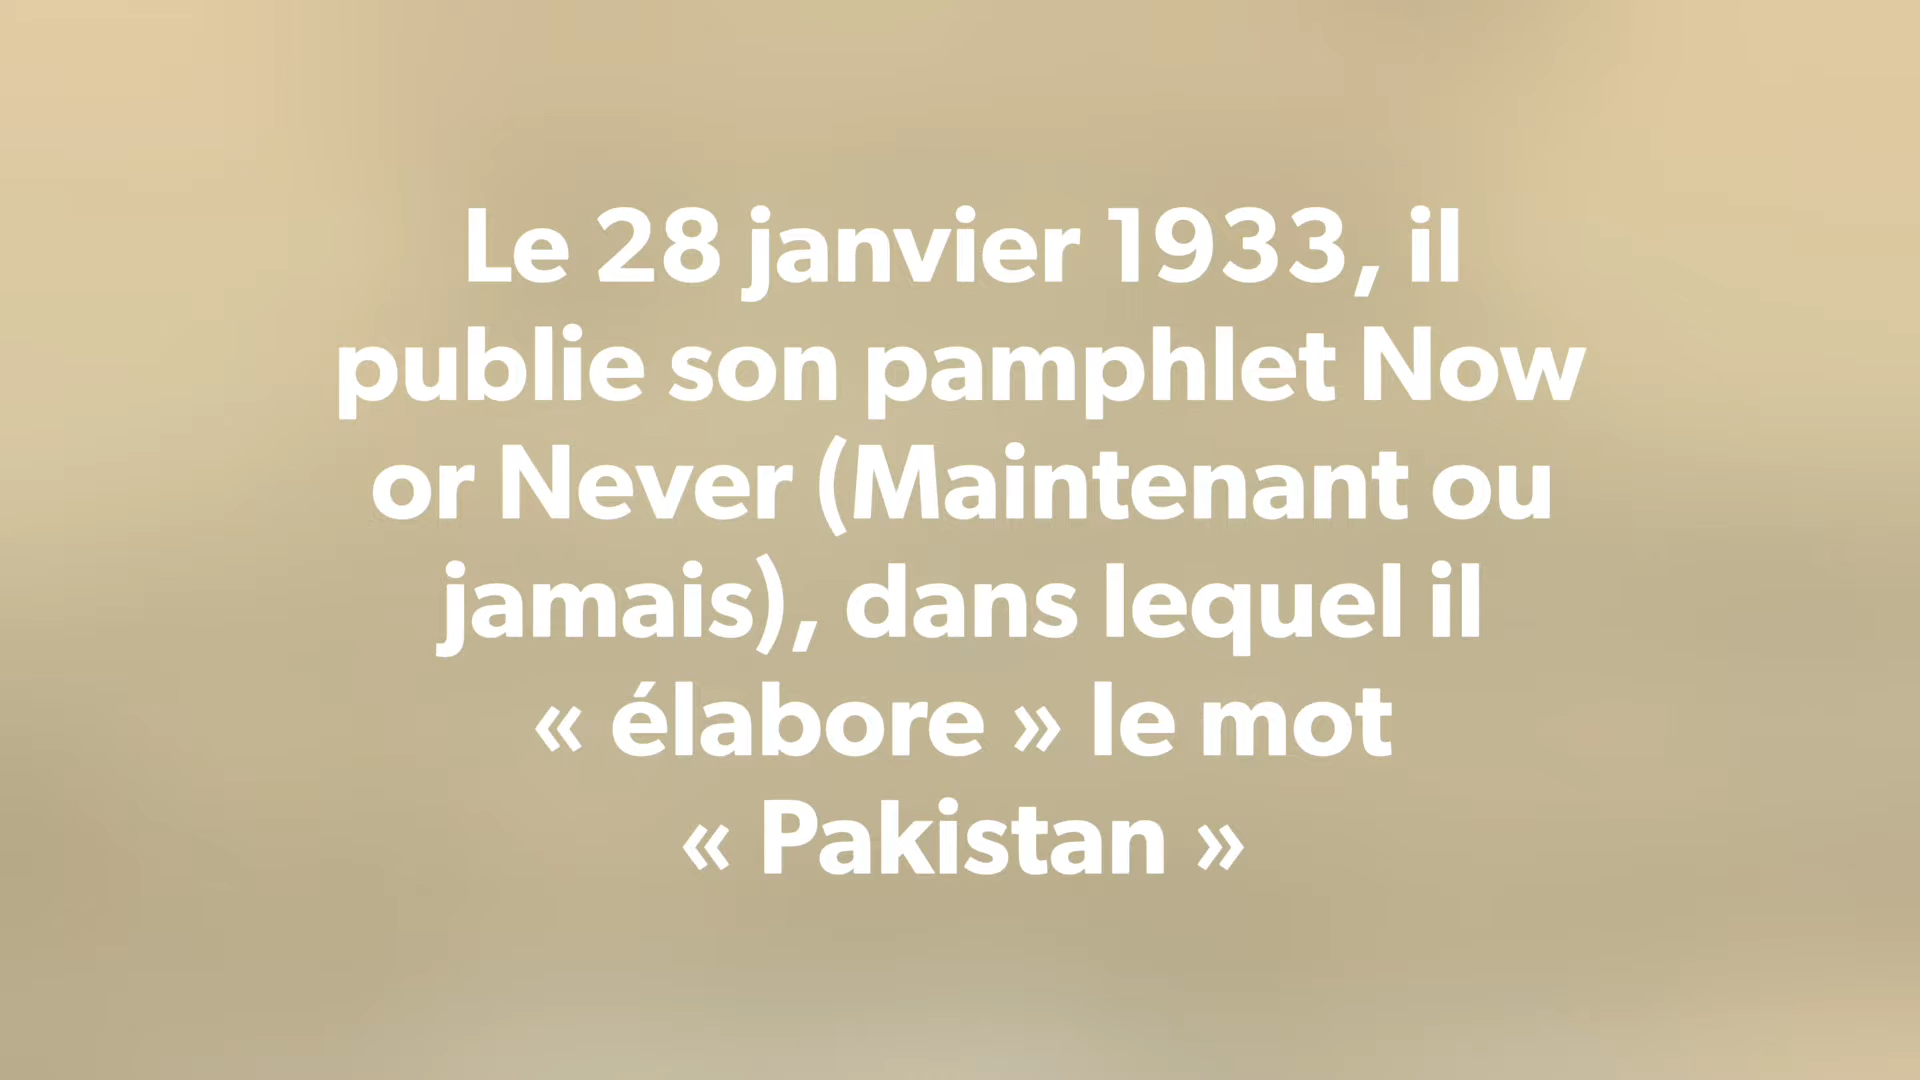 Le 28 janvier 1933, il
publie son pamphlet Now
or Never (Maintenant ou
jamais), dans lequel il
« élabore » le mot
« Pakistan »